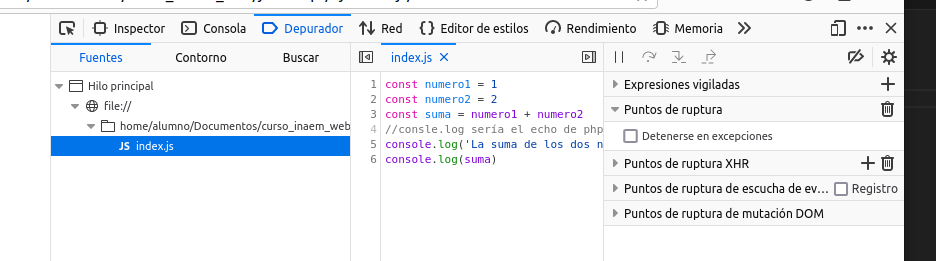 Inspector Consola Depurador Red Editor de estilos Rendimiento Memoria
Fuentes Contorno Buscar
Hilo principal
file://
home/alumno/Documentos/curso_inaem_web
JS index.js
index.js
1 const numero1 = 1
2 const numero2 = 2
3 const suma = numero1 + numero2
4 //consle.log sería el echo de php
5 console.log('La suma de los dos n
6 console.log(suma)
Expresiones vigiladas
Puntos de ruptura
Detenerse en excepciones
Puntos de ruptura XHR
Puntos de ruptura de escucha de ev... Registro
Puntos de ruptura de mutación DOM